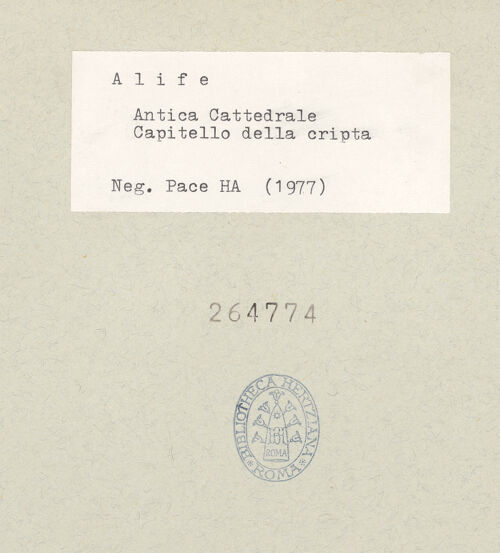 A l i f e
Antica Cattedrale
Capitello della cripta
Neg. Pace HA (1977)
264774
BIBLIOTHECA HERTZIANA
ROMA
*ROMA*